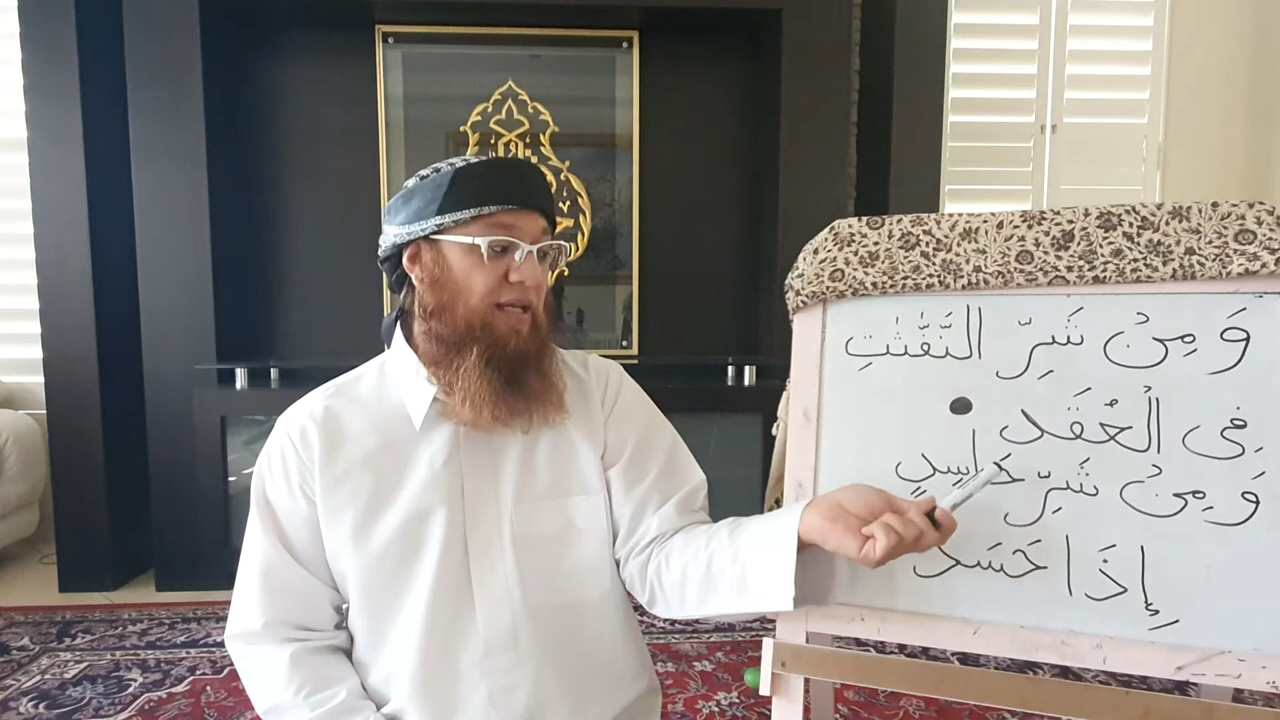 وَ مِنْ شَرِّ النَّفّٰثٰتِ
فِى الْعُقَدِ ●
وَ مِنْ شَرِّ حَاسِدٍ
إِذَا حَسَدَ